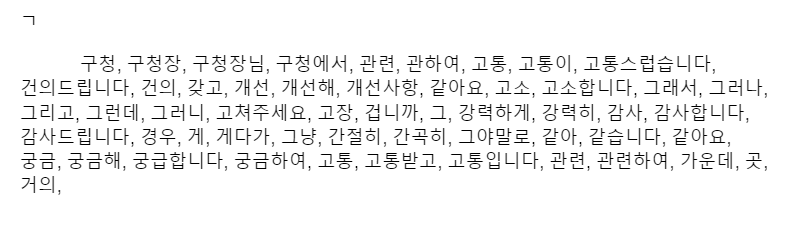 ㄱ
구청, 구청장, 구청장님, 구청에서, 관련, 관하여, 고통, 고통이, 고통스럽습니다,
건의드립니다, 건의, 갖고, 개선, 개선해, 개선사항, 같아요, 고소, 고소합니다, 그래서, 그러나,
그리고, 그런데, 그러니, 고쳐주세요, 고장, 겁니까, 그, 강력하게, 강력히, 감사, 감사합니다,
감사드립니다, 경우, 게, 게다가, 그냥, 간절히, 간곡히, 그야말로, 같아, 같습니다, 같아요,
궁금, 궁금해, 궁급합니다, 궁금하여, 고통, 고통받고, 고통입니다, 관련, 관련하여, 가운데, 곳,
거의,